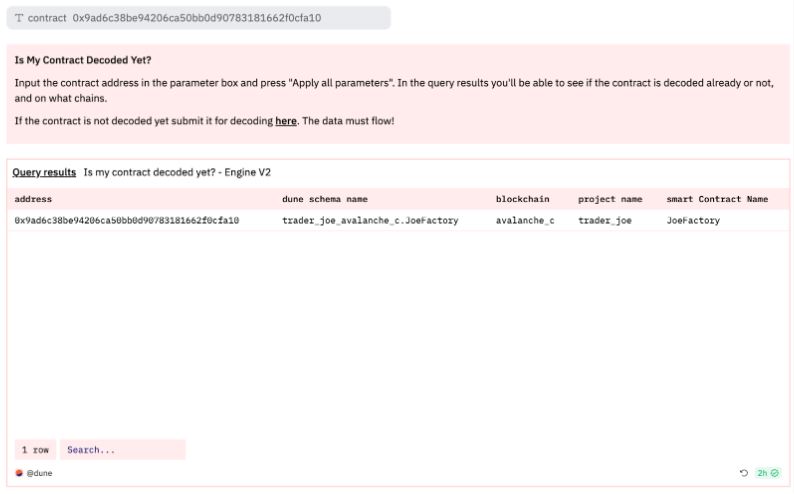 T contract 0x9ad6c38be94206ca50bb0d90783181662f0cfa10
Is My Contract Decoded Yet?
Input the contract address in the parameter box and press "Apply all parameters". In the query results you'll be able to see if the contract is decoded already or not,
and on what chains.
If the contract is not decoded yet submit it for decoding here. The data must flow!
Query results Is my contract decoded yet? - Engine V2
address dune schema name blockchain project name smart Contract Name
0x9ad6c38be94206ca50bb0d90783181662f0cfa10 trader_joe_avalanche_c.JoeFactory avalanche_c trader_joe JoeFactory
1 row Search...
@dune 2h